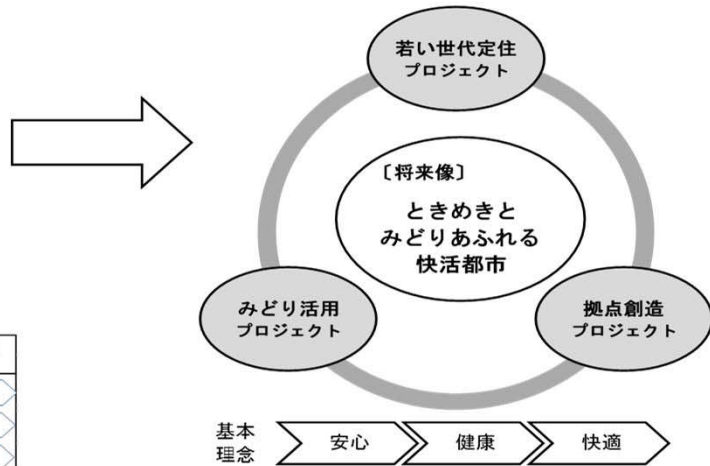 若い世代定住
プロジェクト
〔将来像〕
ときめきと
みどりあふれる
快活都市
みどり活用
プロジェクト
拠点創造
プロジェクト
基本
理念
安心
健康
快適